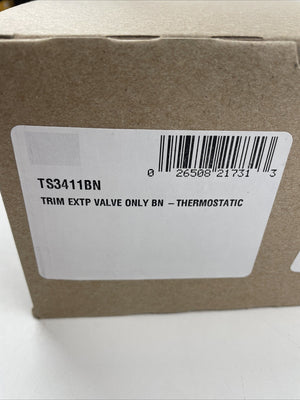 0 26508 21731 3
TS3411BN
TRIM EXTP VALVE ONLY BN – THERMOSTATIC